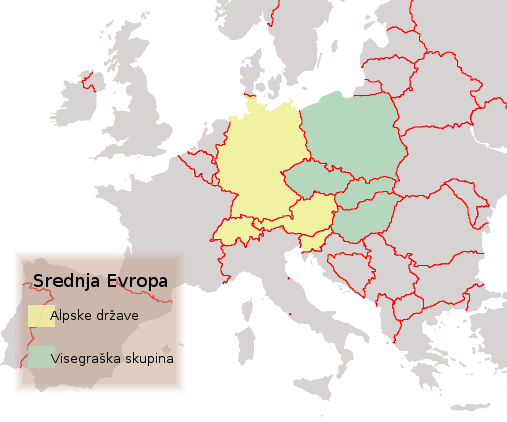 Srednja Evropa
Alpske države
Visegraška skupina